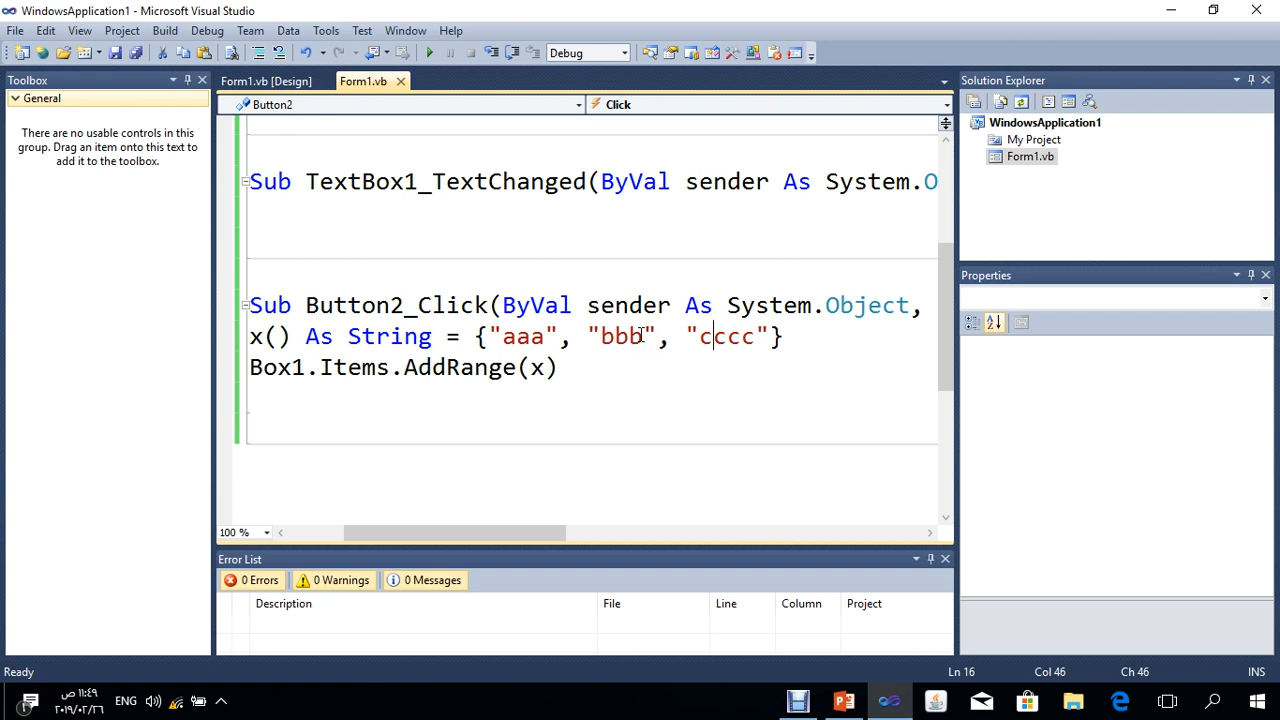 WindowsApplication1 - Microsoft Visual Studio
File Edit View Project Build Debug Team Data Tools Test Window Help
Debug
Toolbox
General
There are no usable controls in this
group. Drag an item onto this text to
add it to the toolbox.
Form1.vb [Design] Form1.vb
Button2 Click
Sub TextBox1_TextChanged(ByVal sender As System.O
Sub Button2_Click(ByVal sender As System.Object,
x() As String = {"aaa", "bbb", "cccc"}
Box1.Items.AddRange(x)
100 %
Solution Explorer
WindowsApplication1
My Project
Form1.vb
Properties
Error List
0 Errors 0 Warnings 0 Messages
Description File Line Column Project
Ready Ln 16 Col 46 Ch 46 INS
ENG
١١:٤٩ ص
٢٠١٩/٠٢/٢٦